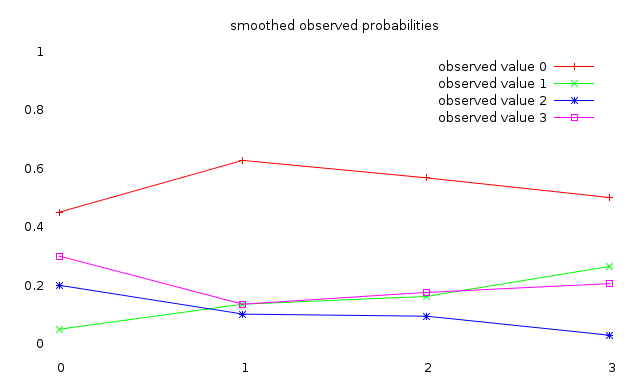 smoothed observed probabilities
1
observed value 0
observed value 1
0.8
observed value 2
observed value 3
0.6
0.4
0.2
0
0 1 2 3